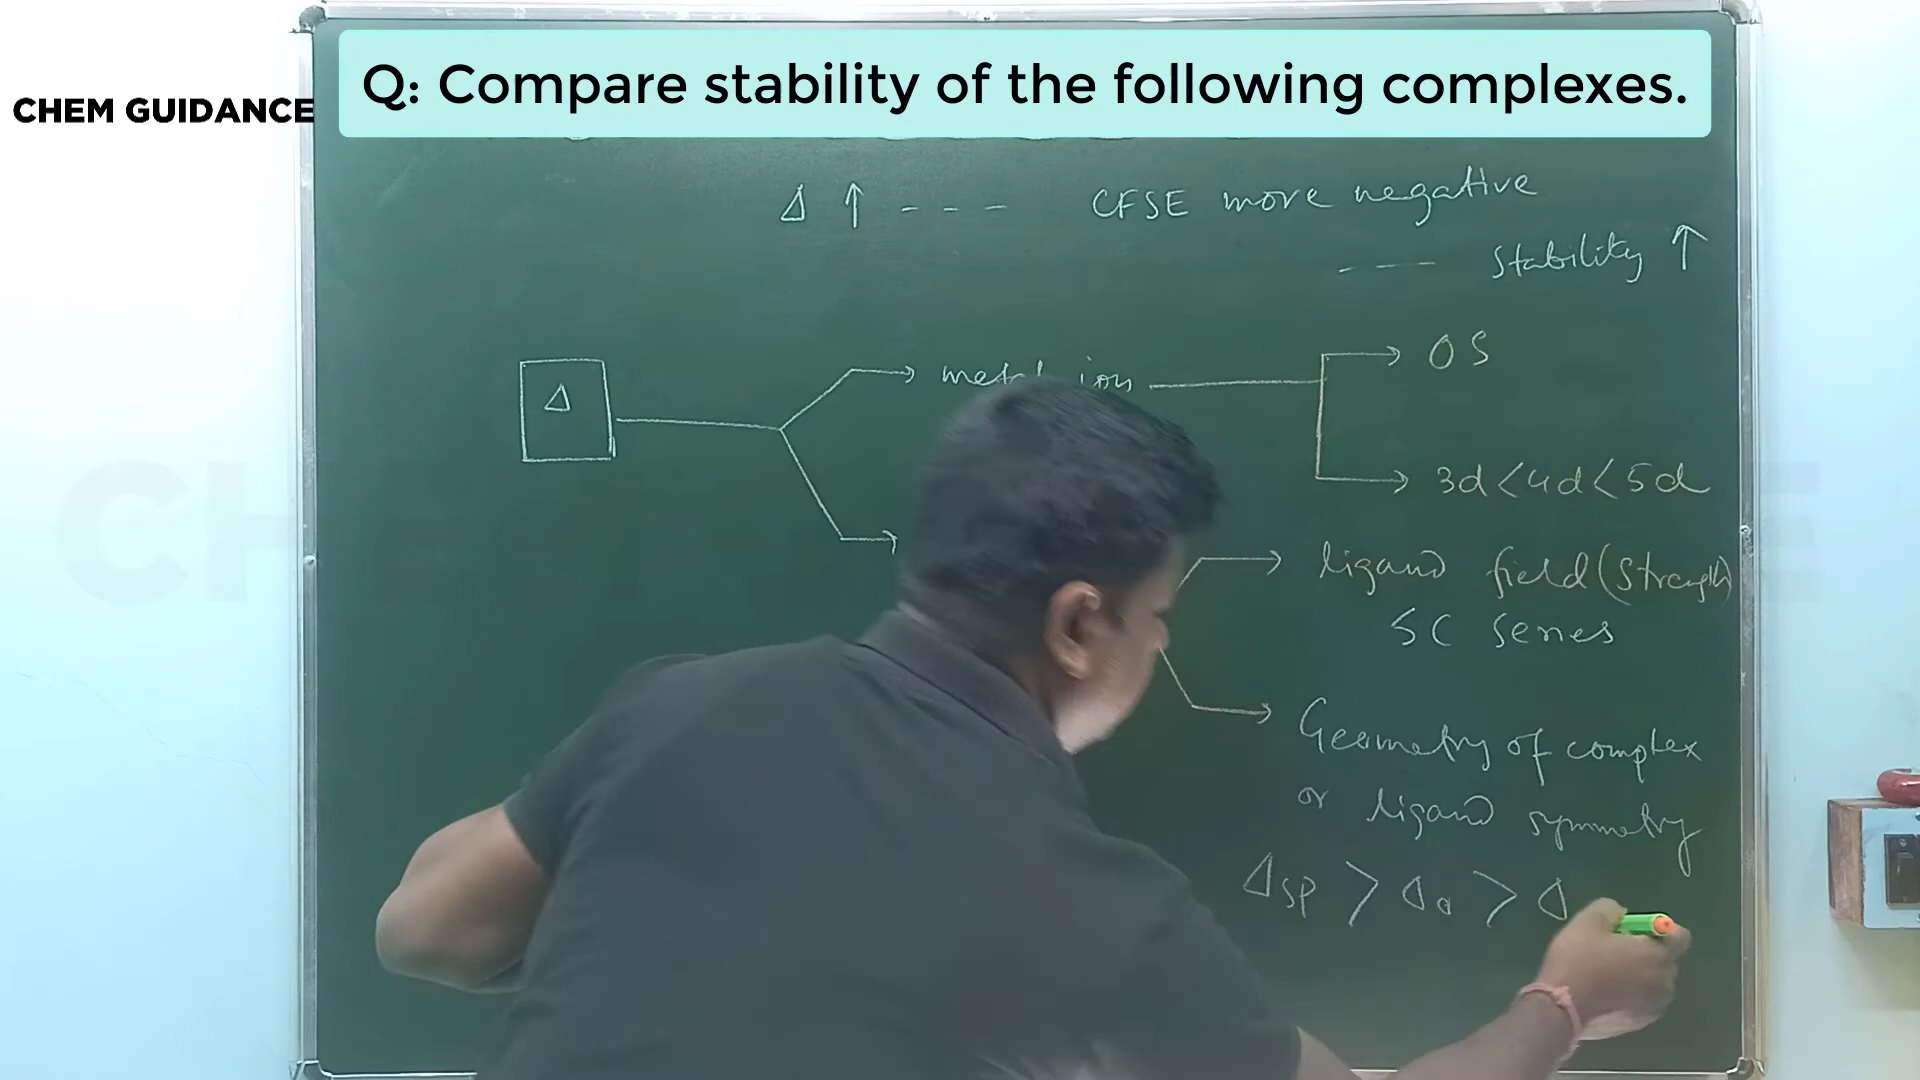 Q: Compare stability of the following complexes.
CHEM GUIDANCE
Δ ↑ --- CFSE more negative
--- stability ↑
Δ
ion
OS
3d<4d<5d
ligand field (strength)
SC series
Geometry of complex
or ligand symmetry
Δsp > Δo > Δ